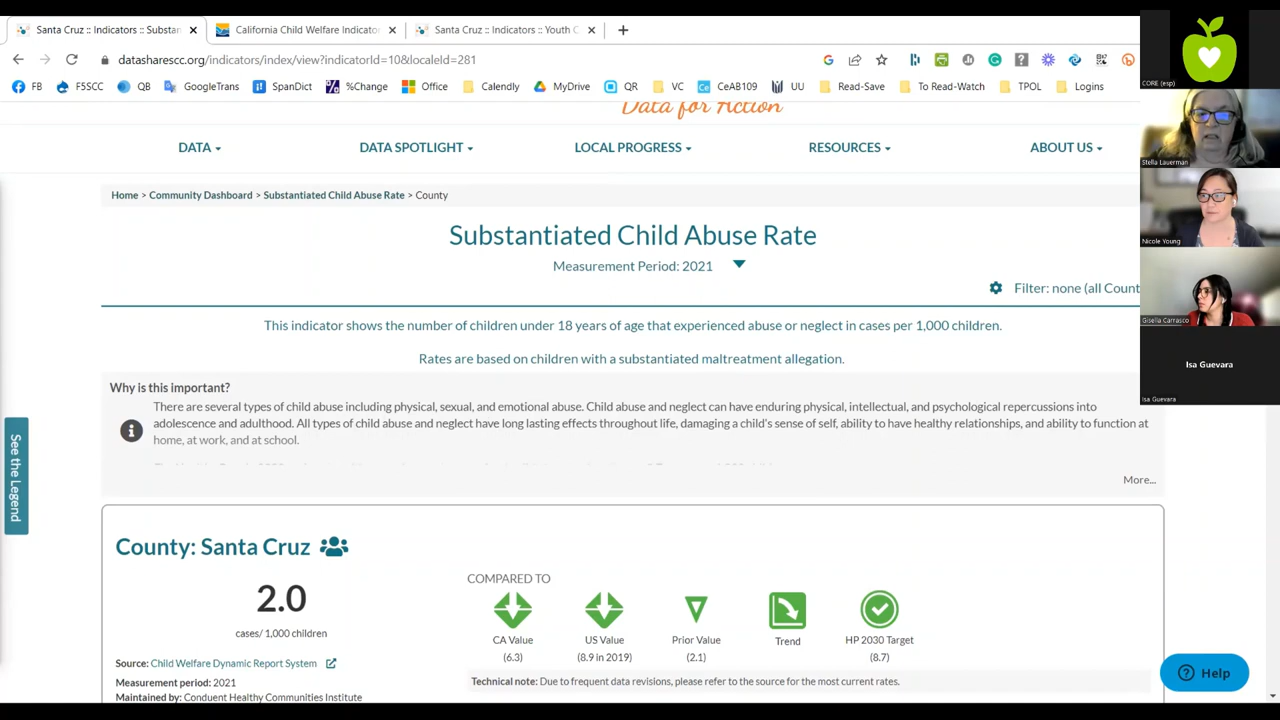 Santa Cruz :: Indicators :: Substan
California Child Welfare Indicator
Santa Cruz :: Indicators :: Youth C
datasharescc.org/indicators/index/view?indicatorId=10&localeId=281
FB
F5SCC
QB
GoogleTrans
SpanDict
%Change
Office
Calendly
MyDrive
QR
VC
CeAB109
UU
Read-Save
To Read-Watch
TPOL
Logins
Data for Action
DATA
DATA SPOTLIGHT
LOCAL PROGRESS
RESOURCES
ABOUT US
Home > Community Dashboard > Substantiated Child Abuse Rate > County
Substantiated Child Abuse Rate
Measurement Period: 2021
Filter: none (all Count
This indicator shows the number of children under 18 years of age that experienced abuse or neglect in cases per 1,000 children.
Rates are based on children with a substantiated maltreatment allegation.
Why is this important?
There are several types of child abuse including physical, sexual, and emotional abuse. Child abuse and neglect can have enduring physical, intellectual, and psychological repercussions into
adolescence and adulthood. All types of child abuse and neglect have long lasting effects throughout life, damaging a child's sense of self, ability to have healthy relationships, and ability to function at
home, at work, and at school.
More...
See the Legend
County: Santa Cruz
2.0
cases/ 1,000 children
Source: Child Welfare Dynamic Report System
Measurement period: 2021
Maintained by: Conduent Healthy Communities Institute
COMPARED TO
CA Value
(6.3)
US Value
(8.9 in 2019)
Prior Value
(2.1)
Trend
HP 2030 Target
(8.7)
Technical note: Due to frequent data revisions, please refer to the source for the most current rates.
Help
CORE (esp)
Stella Lauerman
Nicole Young
Gisella Carrasco
Isa Guevara
Isa Guevara